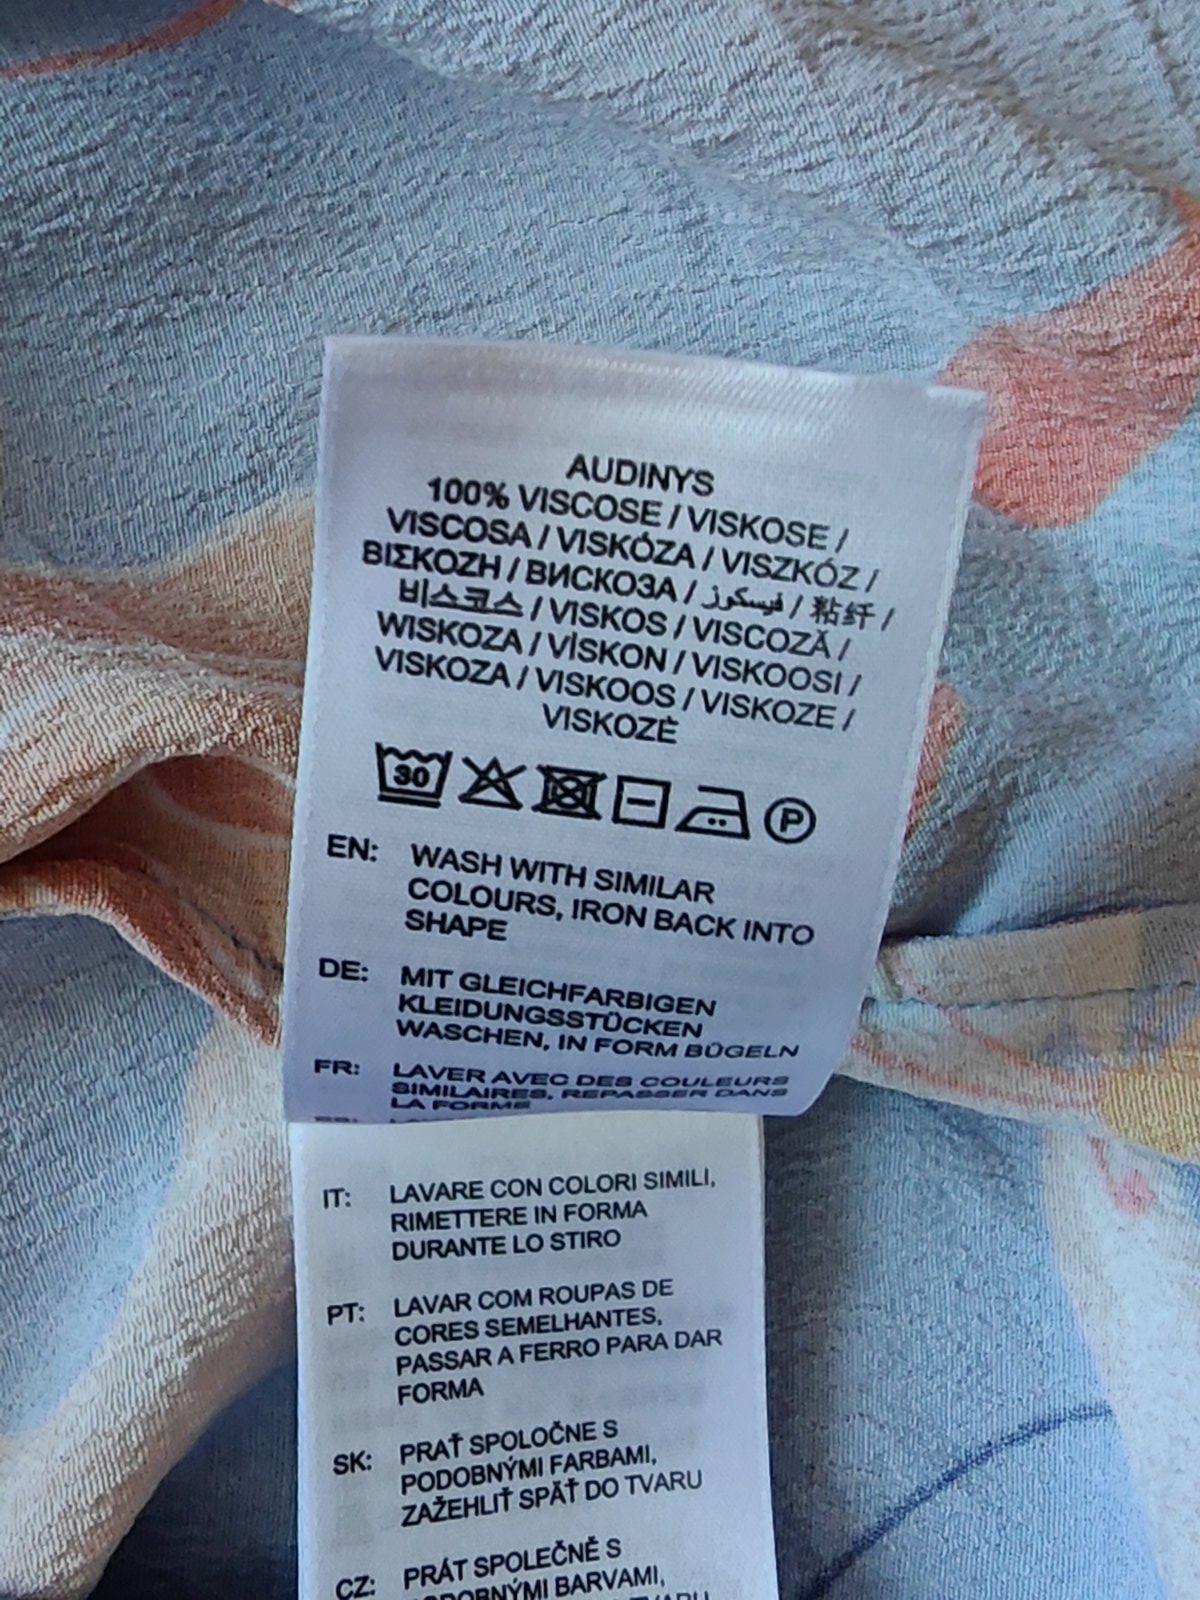 AUDINYS
100% VISCOSE / VISKOSE /
VISCOSA / VISKÓZA / VISZKÓZ /
ΒΙΣΚΟΖΗ / ВИСКОЗА / فيسكوز / 粘纤 /
비스코스 / VISKOS / VISCOZĂ /
WISKOZA / VİSKON / VISKOOSI /
VISKOZA / VISKOOS / VISKOZE /
VISKOZĖ
30 P
EN: WASH WITH SIMILAR
COLOURS, IRON BACK INTO
SHAPE
DE: MIT GLEICHFARBIGEN
KLEIDUNGSSTÜCKEN
WASCHEN, IN FORM BÜGELN
FR: LAVER AVEC DES COULEURS
SIMILAIRES, REPASSER DANS
LA FORME
IT: LAVARE CON COLORI SIMILI,
RIMETTERE IN FORMA
DURANTE LO STIRO
PT: LAVAR COM ROUPAS DE
CORES SEMELHANTES,
PASSAR A FERRO PARA DAR
FORMA
SK: PRAŤ SPOLOČNE S
PODOBNÝMI FARBAMI,
ZAŽEHLIŤ SPÄŤ DO TVARU
CZ: PRÁT SPOLEČNĚ S
PODOBNÝMI BARVAMI,